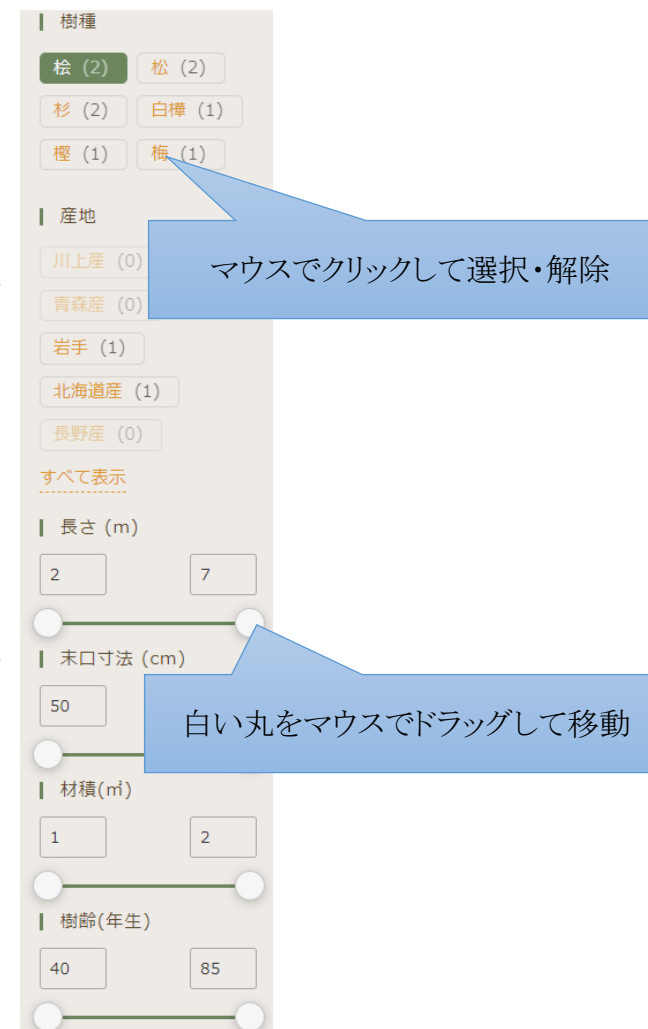 樹種
桧 (2) 松 (2)
杉 (2) 白樺 (1)
樫 (1) 梅 (1)
産地
川上産 (0)
マウスでクリックして選択・解除
青森産 (0)
岩手 (1)
北海道産 (1)
長野産 (0)
すべて表示
長さ (m)
2 7
末口寸法 (cm)
50
白い丸をマウスでドラッグして移動
材積(㎥)
1 2
樹齢(年生)
40 85